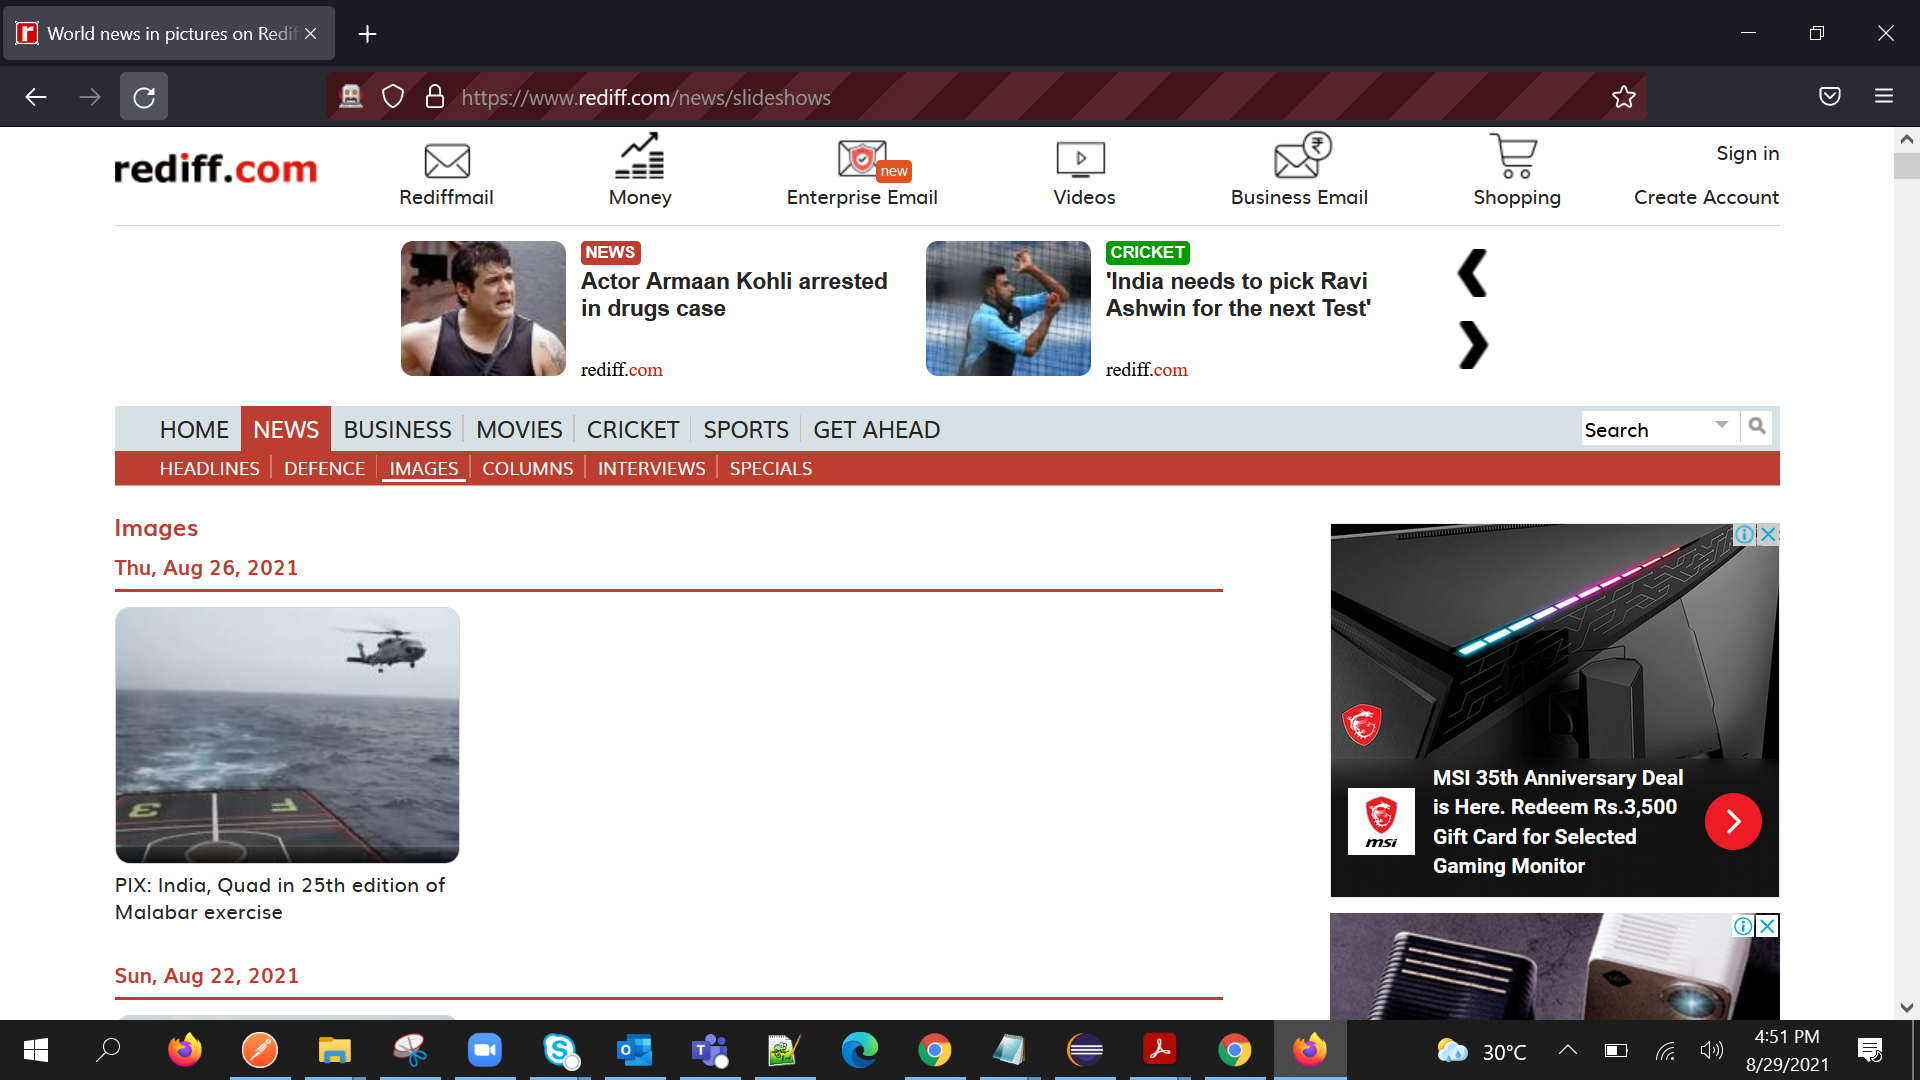 World news in pictures on Redif
https://www.rediff.com/news/slideshows
rediff.com
Rediffmail
Money
new
Enterprise Email
Videos
Business Email
Shopping
Sign in
Create Account
NEWS
Actor Armaan Kohli arrested
in drugs case
rediff.com
CRICKET
'India needs to pick Ravi
Ashwin for the next Test'
rediff.com
HOME NEWS BUSINESS MOVIES CRICKET SPORTS GET AHEAD
Search
HEADLINES DEFENCE IMAGES COLUMNS INTERVIEWS SPECIALS
Images
Thu, Aug 26, 2021
3 F
PIX: India, Quad in 25th edition of
Malabar exercise
Sun, Aug 22, 2021
MSI 35th Anniversary Deal
is Here. Redeem Rs.3,500
Gift Card for Selected
Gaming Monitor
msi
30°C
4:51 PM
8/29/2021